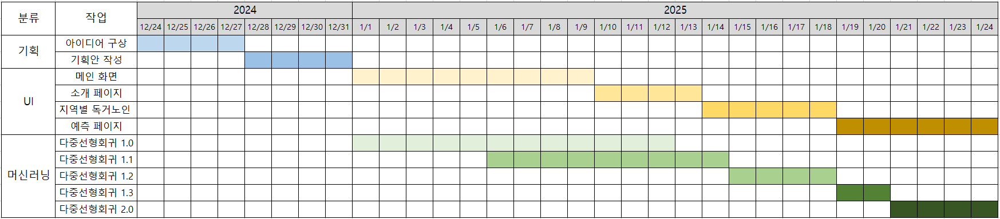 분류 작업 2024 2025
12/24 12/25 12/26 12/27 12/28 12/29 12/30 12/31 1/1 1/2 1/3 1/4 1/5 1/6 1/7 1/8 1/9 1/10 1/11 1/12 1/13 1/14 1/15 1/16 1/17 1/18 1/19 1/20 1/21 1/22 1/23 1/24
기획
아이디어 구상
기획안 작성
UI
메인 화면
소개 페이지
지역별 독거노인
예측 페이지
머신러닝
다중선형회귀 1.0
다중선형회귀 1.1
다중선형회귀 1.2
다중선형회귀 1.3
다중선형회귀 2.0